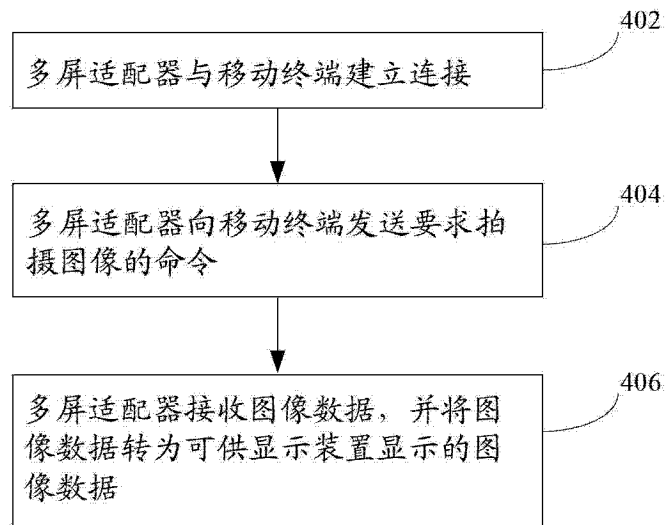 402
多屏适配器与移动终端建立连接
404
多屏适配器向移动终端发送要求拍
摄图像的命令
406
多屏适配器接收图像数据，并将图
像数据转为可供显示装置显示的图
像数据